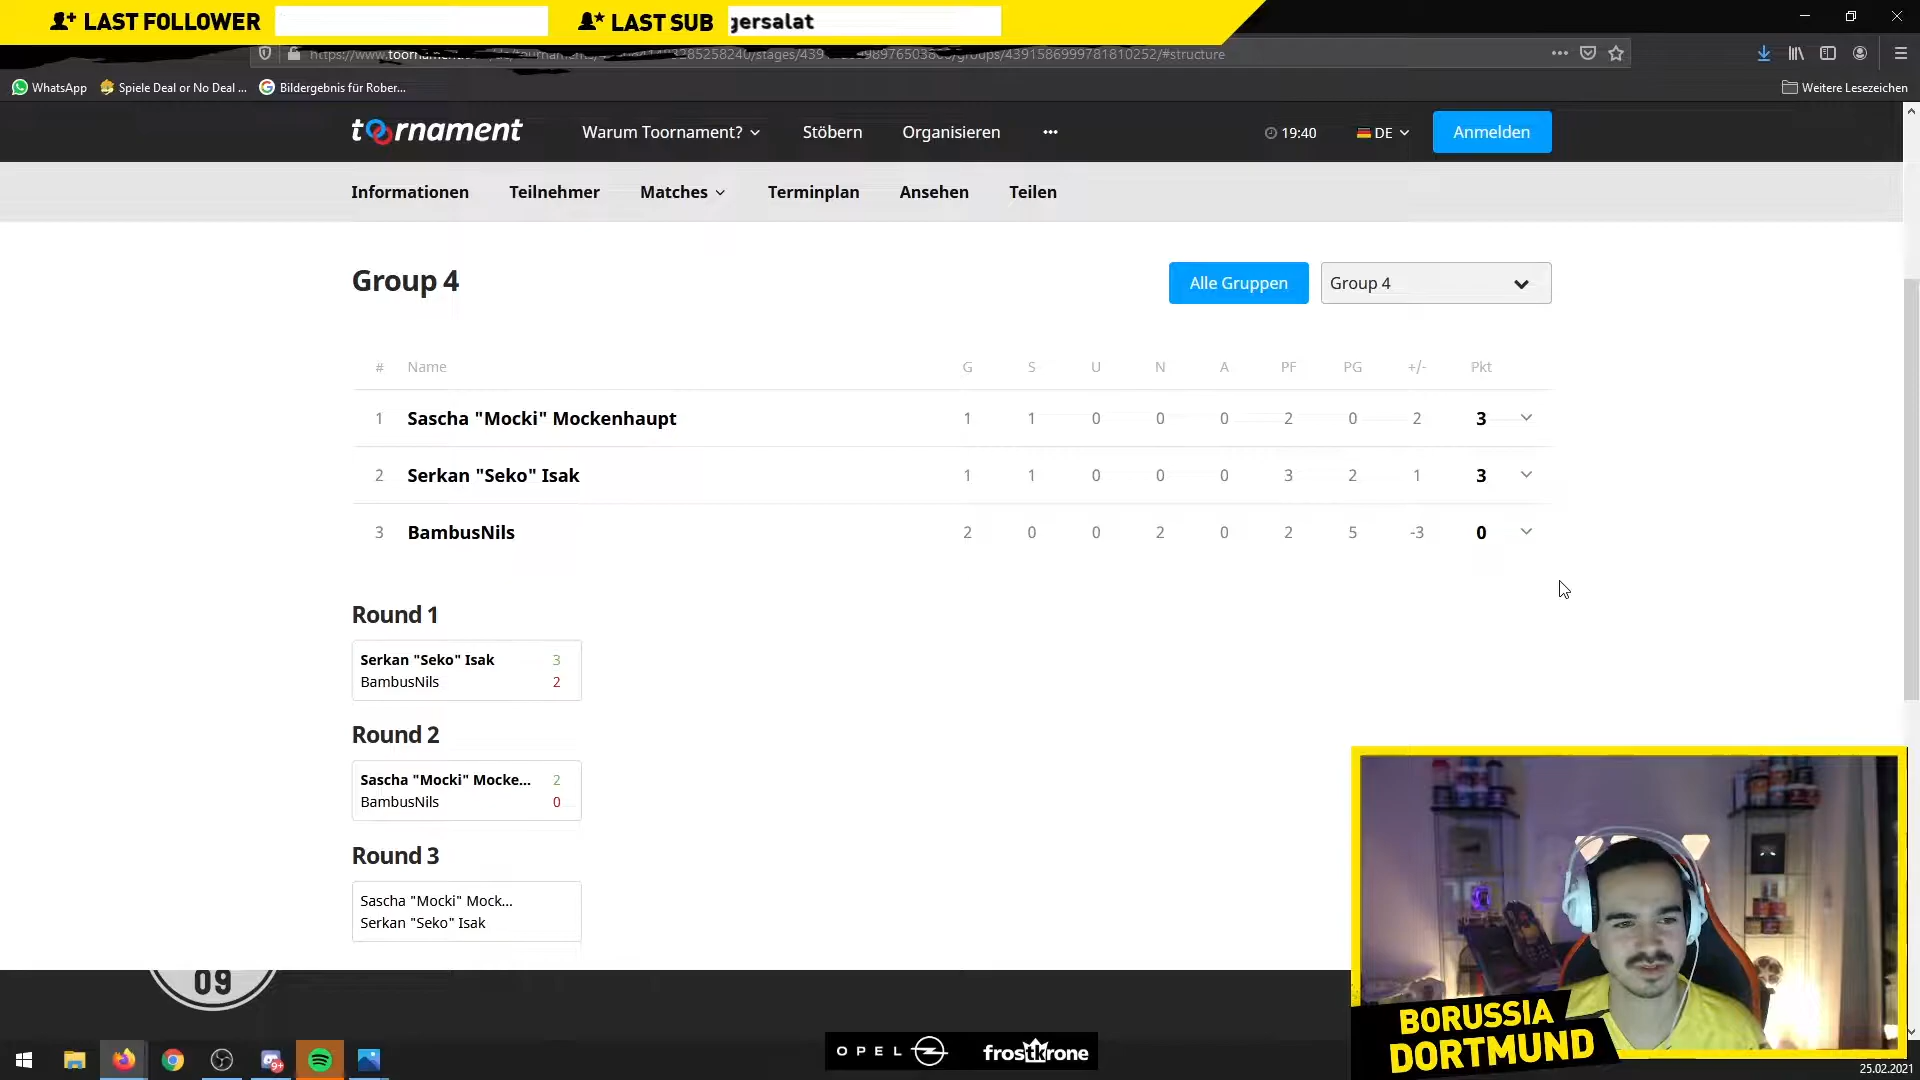 LAST FOLLOWER
LAST SUB gersalat
WhatsApp Spiele Deal or No Deal ... Bildergebnis für Rober... Weitere Lesezeichen
toornament Warum Toornament? Stöbern Organisieren ••• 19:40 DE Anmelden
Informationen Teilnehmer Matches Terminplan Ansehen Teilen
Group 4 Alle Gruppen Group 4
# Name G S U N A PF PG +/- Pkt
1 Sascha "Mocki" Mockenhaupt 1 1 0 0 0 2 0 2 3
2 Serkan "Seko" Isak 1 1 0 0 0 3 2 1 3
3 BambusNils 2 0 0 2 0 2 5 -3 0
Round 1
Serkan "Seko" Isak 3
BambusNils 2
Round 2
Sascha "Mocki" Mocke... 2
BambusNils 0
Round 3
Sascha "Mocki" Mock...
Serkan "Seko" Isak
09
BORUSSIA
DORTMUND
OPEL frostkrone
9+
25.02.2021